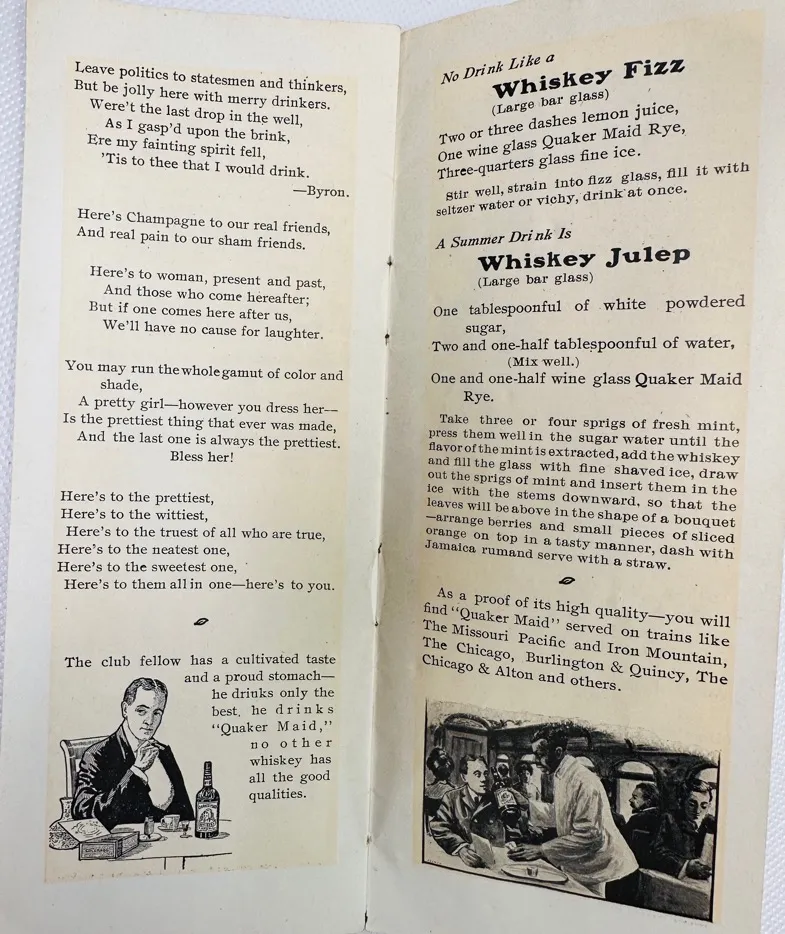 Leave politics to statesmen and thinkers,
But be jolly here with merry drinkers.
Were't the last drop in the well,
As I gasp'd upon the brink,
Ere my fainting spirit fell,
'Tis to thee that I would drink.
—Byron.
Here's Champagne to our real friends,
And real pain to our sham friends.
Here's to woman, present and past,
And those who come hereafter;
But if one comes here after us,
We'll have no cause for laughter.
You may run the whole gamut of color and
shade,
A pretty girl—however you dress her—
Is the prettiest thing that ever was made,
And the last one is always the prettiest.
Bless her!
Here's to the prettiest,
Here's to the wittiest,
Here's to the truest of all who are true,
Here's to the neatest one,
Here's to the sweetest one,
Here's to them all in one—here's to you.
The club fellow has a cultivated taste
and a proud stomach—
he drinks only the
best, he drinks
"Quaker Maid,"
no other
whiskey has
all the good
qualities.
No Drink Like a
Whiskey Fizz
(Large bar glass)
Two or three dashes lemon juice,
One wine glass Quaker Maid Rye,
Three-quarters glass fine ice.
Stir well, strain into fizz glass, fill it with
seltzer water or vichy, drink at once.
A Summer Drink Is
Whiskey Julep
(Large bar glass)
One tablespoonful of white powdered
sugar,
Two and one-half tablespoonful of water,
(Mix well.)
One and one-half wine glass Quaker Maid
Rye.
Take three or four sprigs of fresh mint,
press them well in the sugar water until the
flavor of the mint is extracted, add the whiskey
and fill the glass with fine shaved ice, draw
out the sprigs of mint and insert them in the
ice with the stems downward, so that the
leaves will be above in the shape of a bouquet
—arrange berries and small pieces of sliced
orange on top in a tasty manner, dash with
Jamaica rum and serve with a straw.
As a proof of its high quality—you will
find "Quaker Maid" served on trains like
The Missouri Pacific and Iron Mountain,
The Chicago, Burlington & Quincy, The
Chicago & Alton and others.